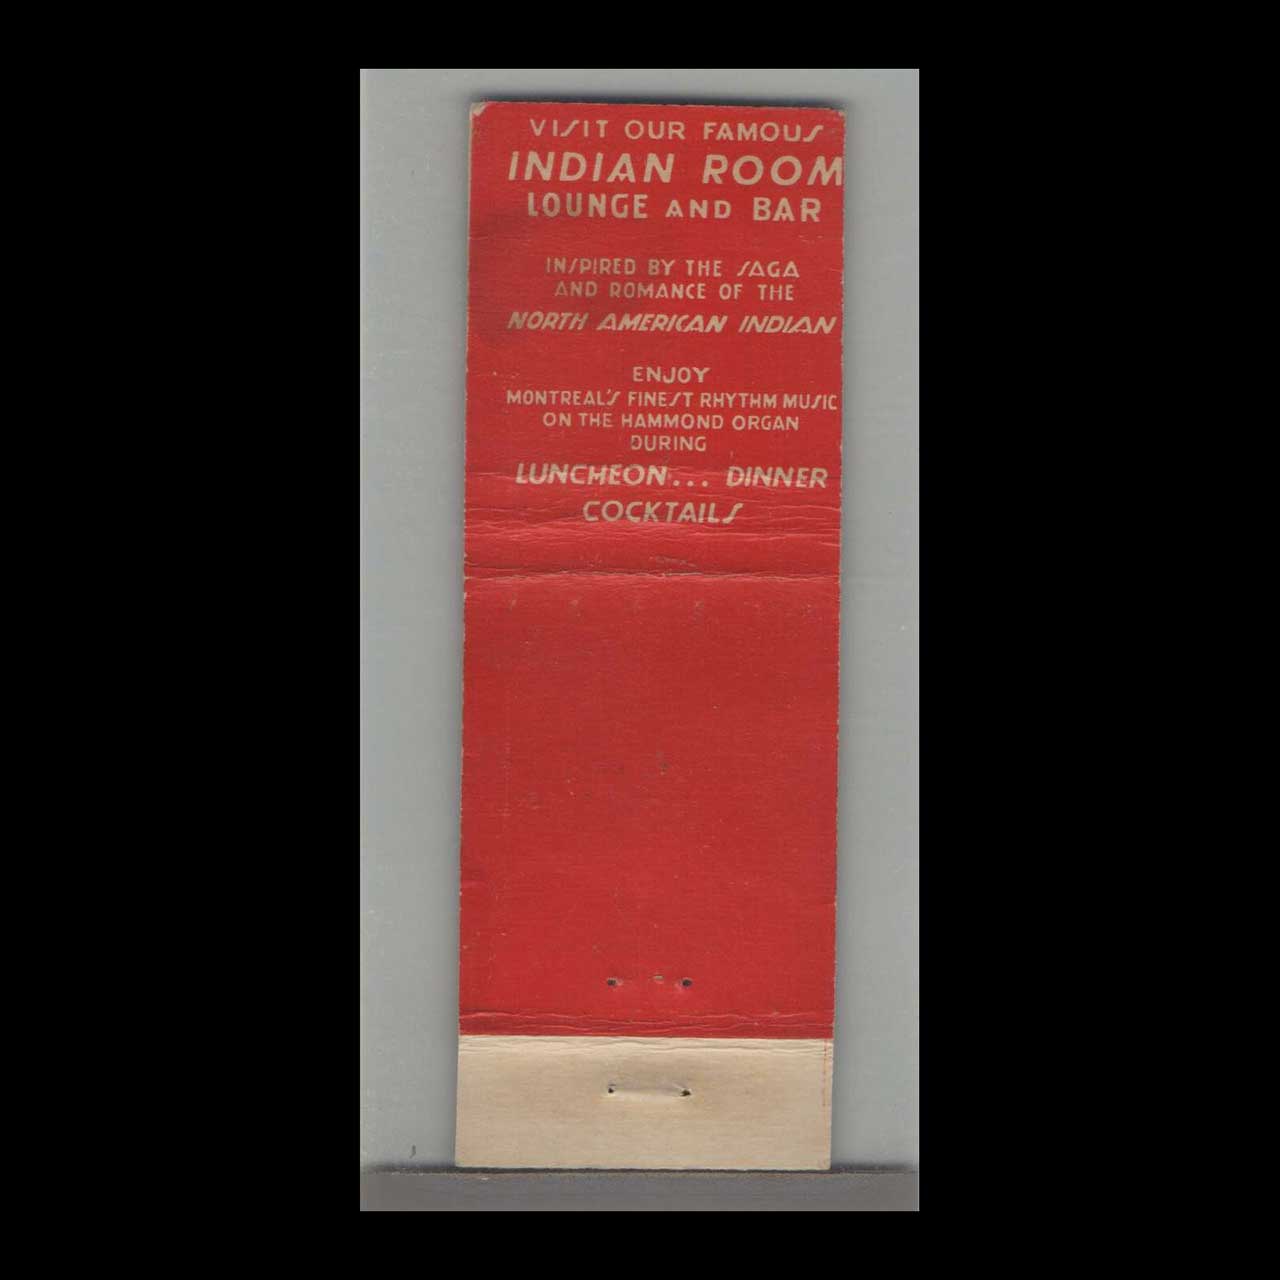 VISIT OUR FAMOUS
INDIAN ROOM
LOUNGE AND BAR
INSPIRED BY THE SAGA
AND ROMANCE OF THE
NORTH AMERICAN INDIAN
ENJOY
MONTREAL'S FINEST RHYTHM MUSIC
ON THE HAMMOND ORGAN
DURING
LUNCHEON... DINNER
COCKTAILS